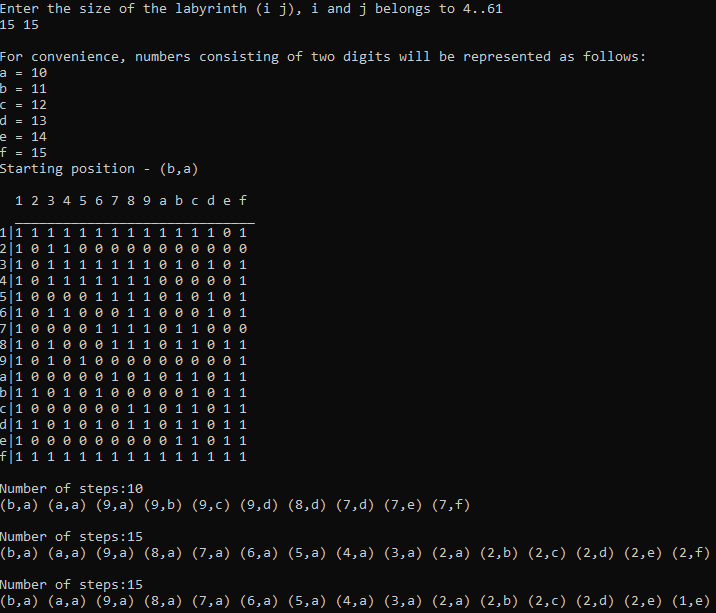 Enter the size of the labyrinth (i j), i and j belongs to 4..61
15 15
For convenience, numbers consisting of two digits will be represented as follows:
a = 10
b = 11
c = 12
d = 13
e = 14
f = 15
Starting position - (b,a)
1 2 3 4 5 6 7 8 9 a b c d e f
1|1 1 1 1 1 1 1 1 1 1 1 1 1 0 1
2|1 0 1 1 0 0 0 0 0 0 0 0 0 0 0
3|1 0 1 1 1 1 1 1 1 0 1 0 1 0 1
4|1 0 1 1 1 1 1 1 1 0 0 0 0 0 1
5|1 0 0 0 0 1 1 1 1 0 1 0 1 0 1
6|1 0 1 1 0 0 0 1 1 0 0 0 1 0 1
7|1 0 0 0 0 1 1 1 1 0 1 1 0 0 0
8|1 0 1 0 0 0 1 1 1 0 1 1 0 1 1
9|1 0 1 0 1 0 0 0 0 0 0 0 0 0 1
a|1 0 0 0 0 0 1 0 1 0 1 1 0 1 1
b|1 1 0 1 0 1 0 0 0 0 0 1 0 1 1
c|1 0 0 0 0 0 0 1 1 0 1 1 0 1 1
d|1 1 0 1 0 1 0 1 1 0 1 1 0 1 1
e|1 0 0 0 0 0 0 0 0 0 1 1 0 1 1
f|1 1 1 1 1 1 1 1 1 1 1 1 1 1 1
Number of steps:10
(b,a) (a,a) (9,a) (9,b) (9,c) (9,d) (8,d) (7,d) (7,e) (7,f)
Number of steps:15
(b,a) (a,a) (9,a) (8,a) (7,a) (6,a) (5,a) (4,a) (3,a) (2,a) (2,b) (2,c) (2,d) (2,e) (2,f)
Number of steps:15
(b,a) (a,a) (9,a) (8,a) (7,a) (6,a) (5,a) (4,a) (3,a) (2,a) (2,b) (2,c) (2,d) (2,e) (1,e)